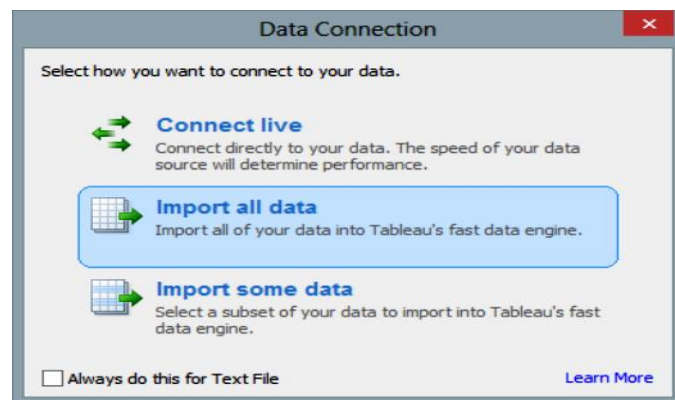 Data Connection
Select how you want to connect to your data.
Connect live
Connect directly to your data. The speed of your data
source will determine performance.
Import all data
Import all of your data into Tableau's fast data engine.
Import some data
Select a subset of your data to import into Tableau's fast
data engine.
Always do this for Text File
Learn More